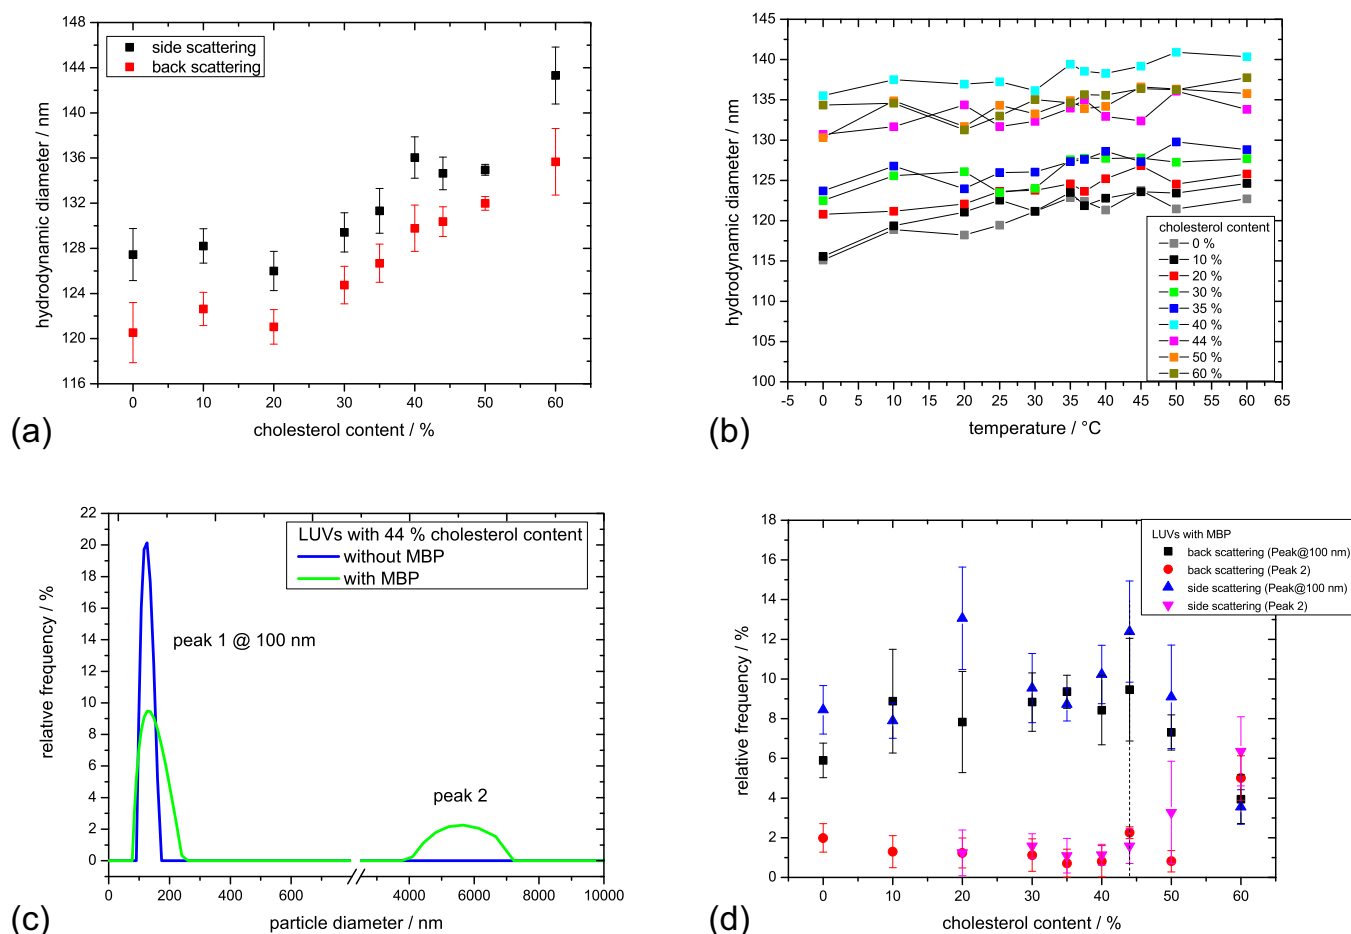 148
144
140
136
132
128
124
120
116
hydrodynamic diameter / nm
side scattering
back scattering
0 10 20 30 40 50 60
cholesterol content / %
(a)
145
140
135
130
125
120
115
110
105
100
hydrodynamic diameter / nm
cholesterol content
0 %
10 %
20 %
30 %
35 %
40 %
44 %
50 %
60 %
-5 0 5 10 15 20 25 30 35 40 45 50 55 60 65
temperature / °C
(b)
22
20
18
16
14
12
10
8
6
4
2
0
relative frequency / %
LUVs with 44 % cholesterol content
without MBP
with MBP
peak 1 @ 100 nm
peak 2
0 200 400 600 4000 6000 8000 10000
particle diameter / nm
(c)
18
16
14
12
10
8
6
4
2
0
relative frequency / %
LUVs with MBP
back scattering (Peak@100 nm)
back scattering (Peak 2)
side scattering (Peak@100 nm)
side scattering (Peak 2)
0 10 20 30 40 50 60
cholesterol content / %
(d)